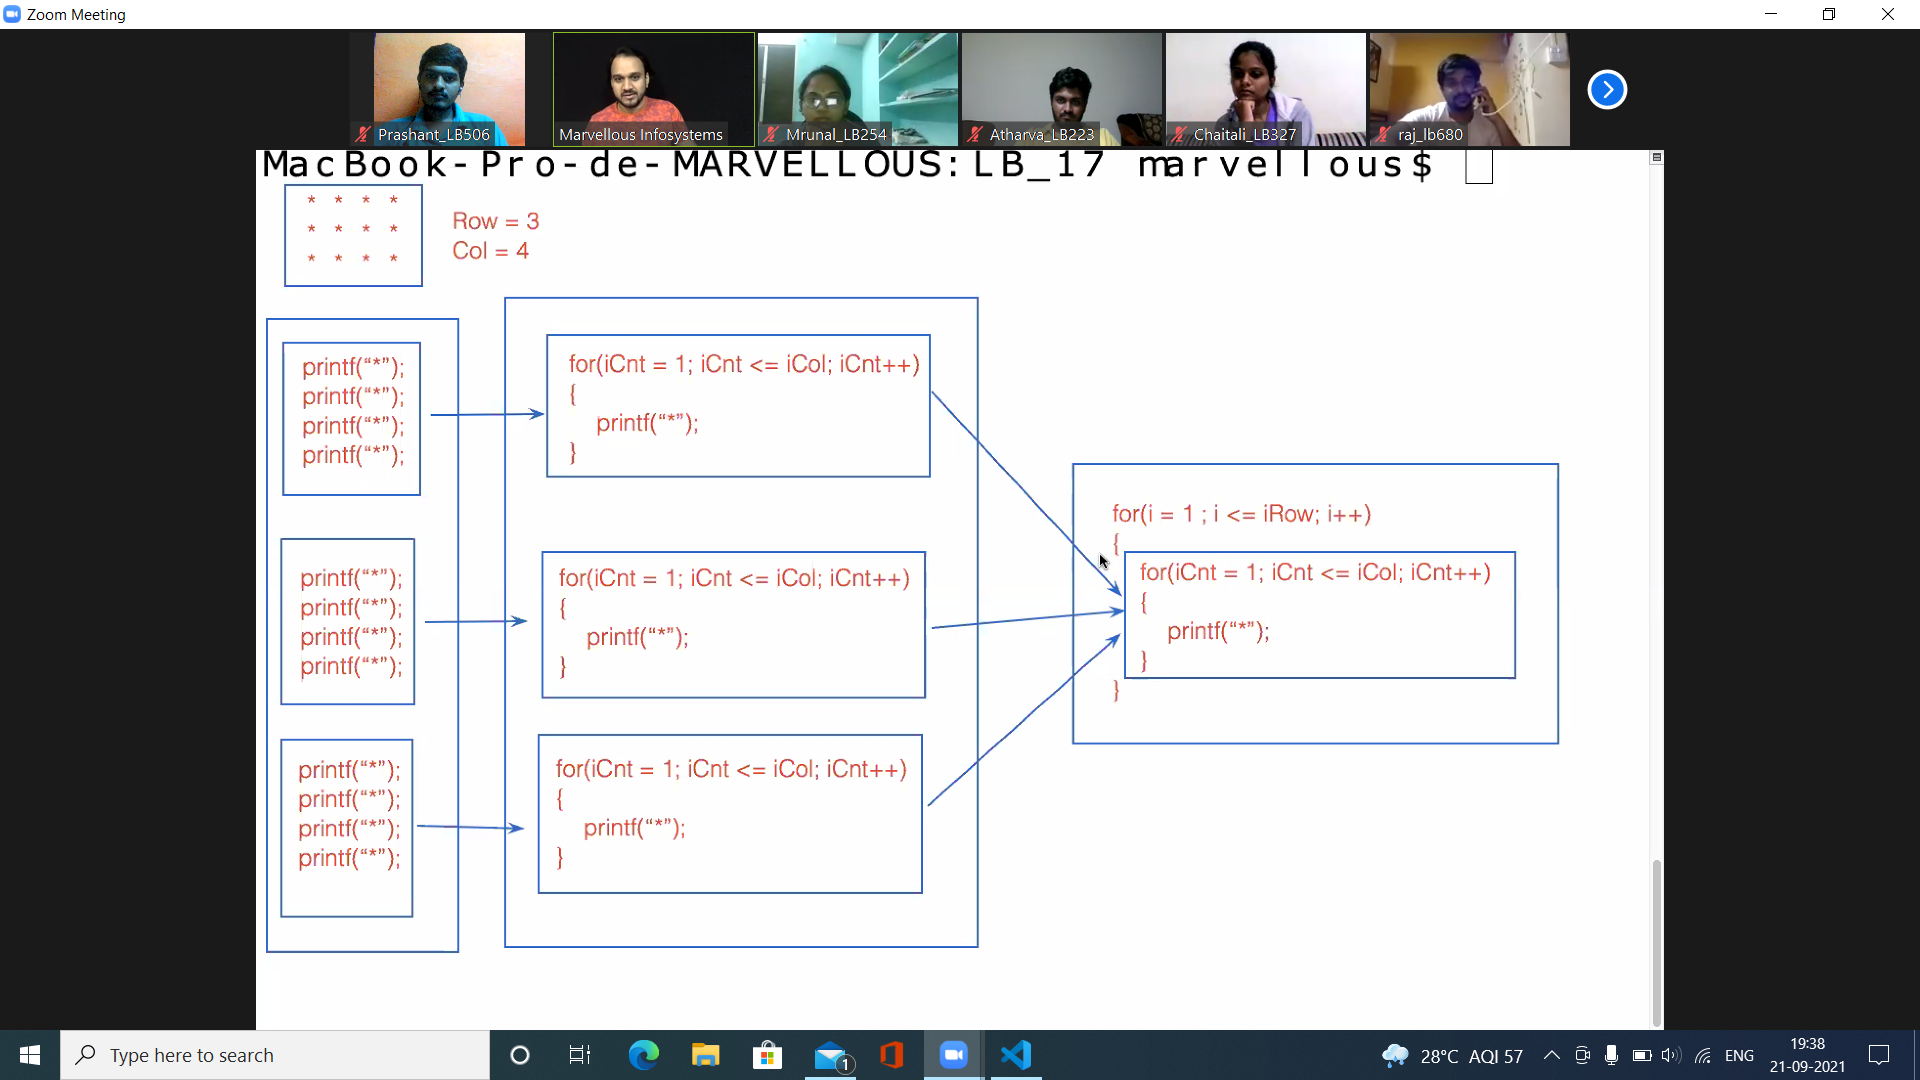 Zoom Meeting
Prashant_LB506
Marvellous Infosystems
Mrunal_LB254
Atharva_LB223
Chaitali_LB327
raj_lb680
MacBook-Pro-de-MARVELLOUS:LB_17 marvellous$
* * * *
* * * *
* * * *
Row = 3
Col = 4
printf(“*”);
printf(“*”);
printf(“*”);
printf(“*”);
for(iCnt = 1; iCnt <= iCol; iCnt++)
{
printf(“*”);
}
printf(“*”);
printf(“*”);
printf(“*”);
printf(“*”);
for(iCnt = 1; iCnt <= iCol; iCnt++)
{
printf(“*”);
}
printf(“*”);
printf(“*”);
printf(“*”);
printf(“*”);
for(iCnt = 1; iCnt <= iCol; iCnt++)
{
printf(“*”);
}
for(i = 1 ; i <= iRow; i++)
{
for(iCnt = 1; iCnt <= iCol; iCnt++)
{
printf(“*”);
}
}
Type here to search
1
28°C AQI 57
ENG
19:38
21-09-2021